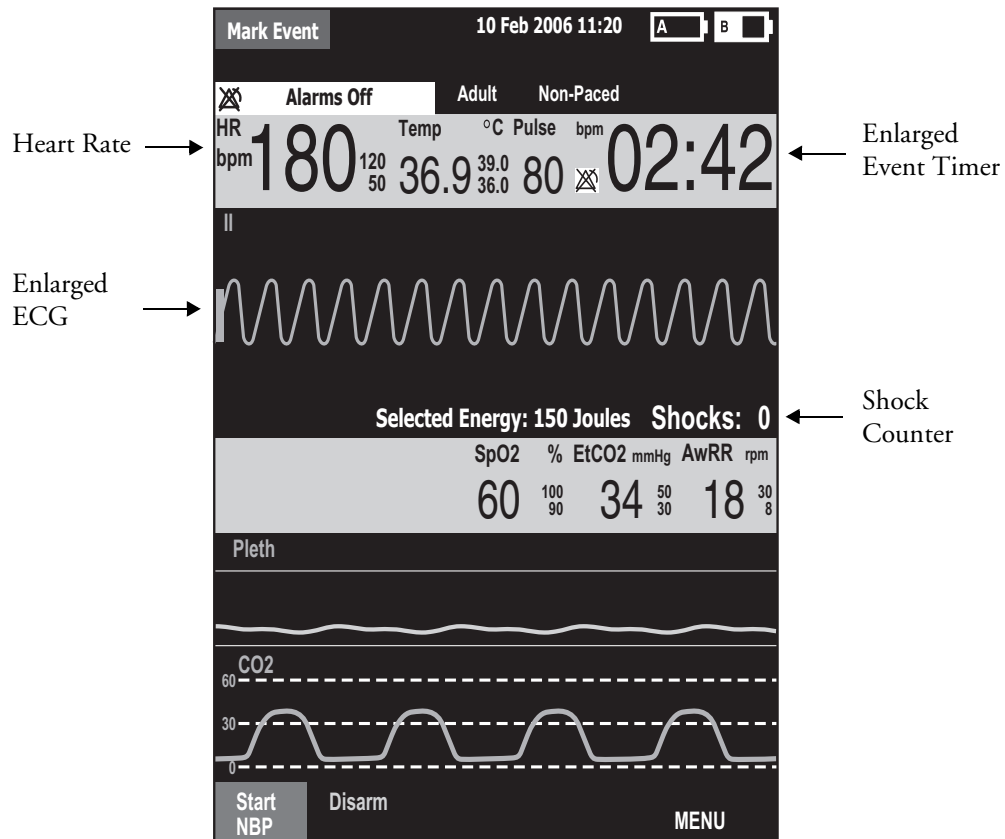 Mark Event
10 Feb 2006 11:20
A
B
Alarms Off
Adult
Non-Paced
Heart Rate
HR
bpm
180
120
50
Temp
°C
36.9
39.0
36.0
Pulse
bpm
80
02:42
Enlarged
Event Timer
II
Enlarged
ECG
Selected Energy: 150 Joules
Shocks: 0
Shock
Counter
SpO2 %
60
100
90
EtCO2 mmHg
34
50
30
AwRR rpm
18
30
8
Pleth
CO2
60
30
0
Start
NBP
Disarm
MENU